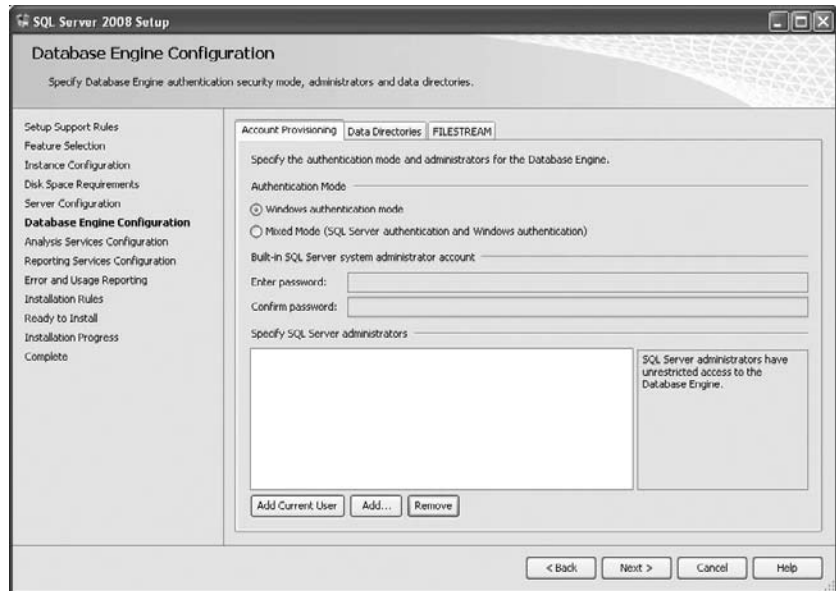 SQL Server 2008 Setup
Database Engine Configuration
Specify Database Engine authentication security mode, administrators and data directories.
Setup Support Rules
Feature Selection
Instance Configuration
Disk Space Requirements
Server Configuration
Database Engine Configuration
Analysis Services Configuration
Reporting Services Configuration
Error and Usage Reporting
Installation Rules
Ready to Install
Installation Progress
Complete
Account Provisioning Data Directories FILESTREAM
Specify the authentication mode and administrators for the Database Engine.
Authentication Mode
Windows authentication mode
Mixed Mode (SQL Server authentication and Windows authentication)
Built-in SQL Server system administrator account
Enter password:
Confirm password:
Specify SQL Server administrators
SQL Server administrators have
unrestricted access to the
Database Engine.
Add Current User Add... Remove
< Back Next > Cancel Help